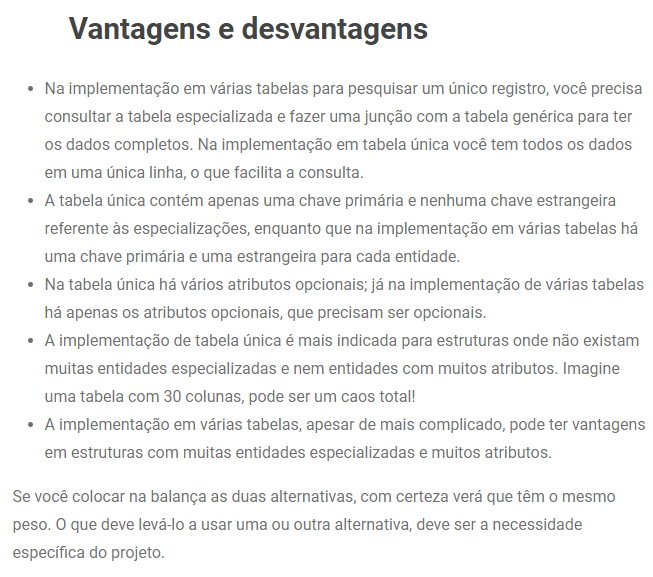 Vantagens e desvantagens
• Na implementação em várias tabelas para pesquisar um único registro, você precisa
consultar a tabela especializada e fazer uma junção com a tabela genérica para ter
os dados completos. Na implementação em tabela única você tem todos os dados
em uma única linha, o que facilita a consulta.
• A tabela única contém apenas uma chave primária e nenhuma chave estrangeira
referente às especializações, enquanto que na implementação em várias tabelas há
uma chave primária e uma estrangeira para cada entidade.
• Na tabela única há vários atributos opcionais; já na implementação de várias tabelas
há apenas os atributos opcionais, que precisam ser opcionais.
• A implementação de tabela única é mais indicada para estruturas onde não existam
muitas entidades especializadas e nem entidades com muitos atributos. Imagine
uma tabela com 30 colunas, pode ser um caos total!
• A implementação em várias tabelas, apesar de mais complicado, pode ter vantagens
em estruturas com muitas entidades especializadas e muitos atributos.
Se você colocar na balança as duas alternativas, com certeza verá que têm o mesmo
peso. O que deve levá-lo a usar uma ou outra alternativa, deve ser a necessidade
específica do projeto.